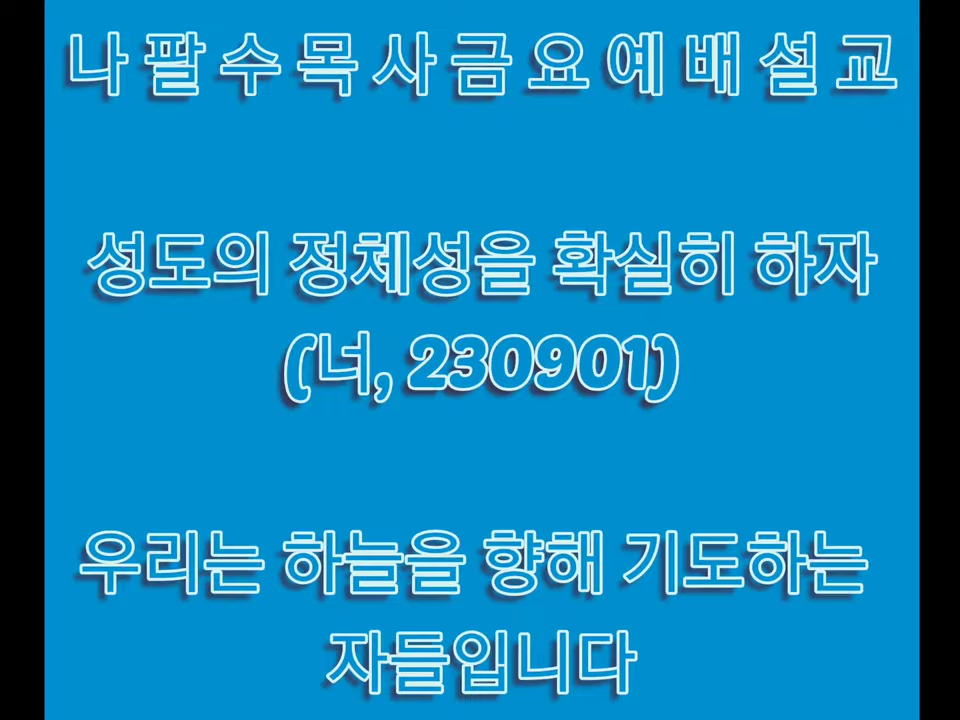 나팔수목사금요예배설교
성도의 정체성을 확실히 하자
(너, 230901)
우리는 하늘을 향해 기도하는
자들입니다